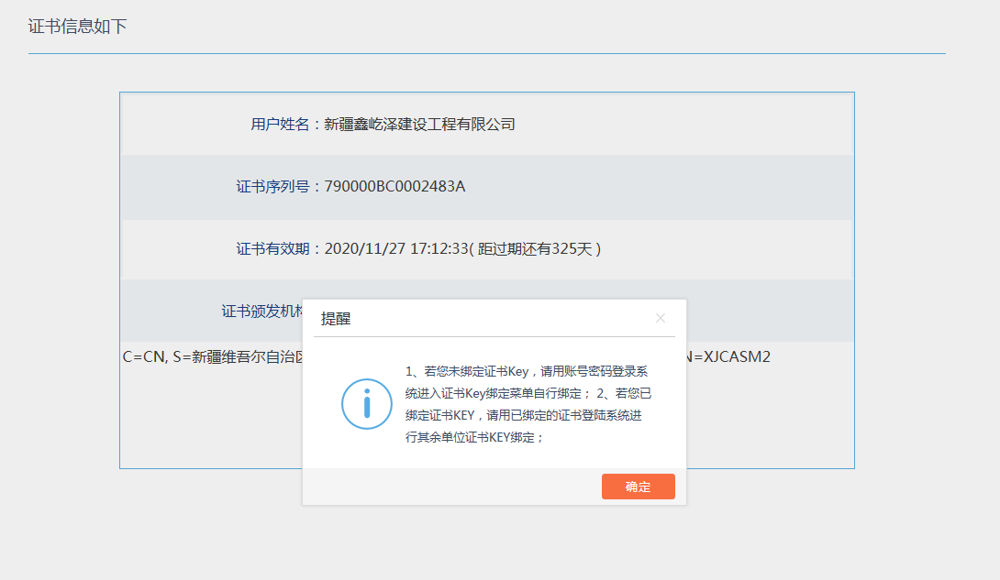 证书信息如下
用户姓名：新疆鑫屹泽建设工程有限公司
证书序列号：790000BC0002483A
证书有效期：2020/11/27 17:12:33( 距过期还有325天 )
证书颁发机构
C=CN, S=新疆维吾尔自治区
N=XJCASM2
提醒
×
1、若您未绑定证书Key，请用账号密码登录系
统进入证书Key绑定菜单自行绑定； 2、若您已
绑定证书KEY，请用已绑定的证书登陆系统进
行其余单位证书KEY绑定；
确定